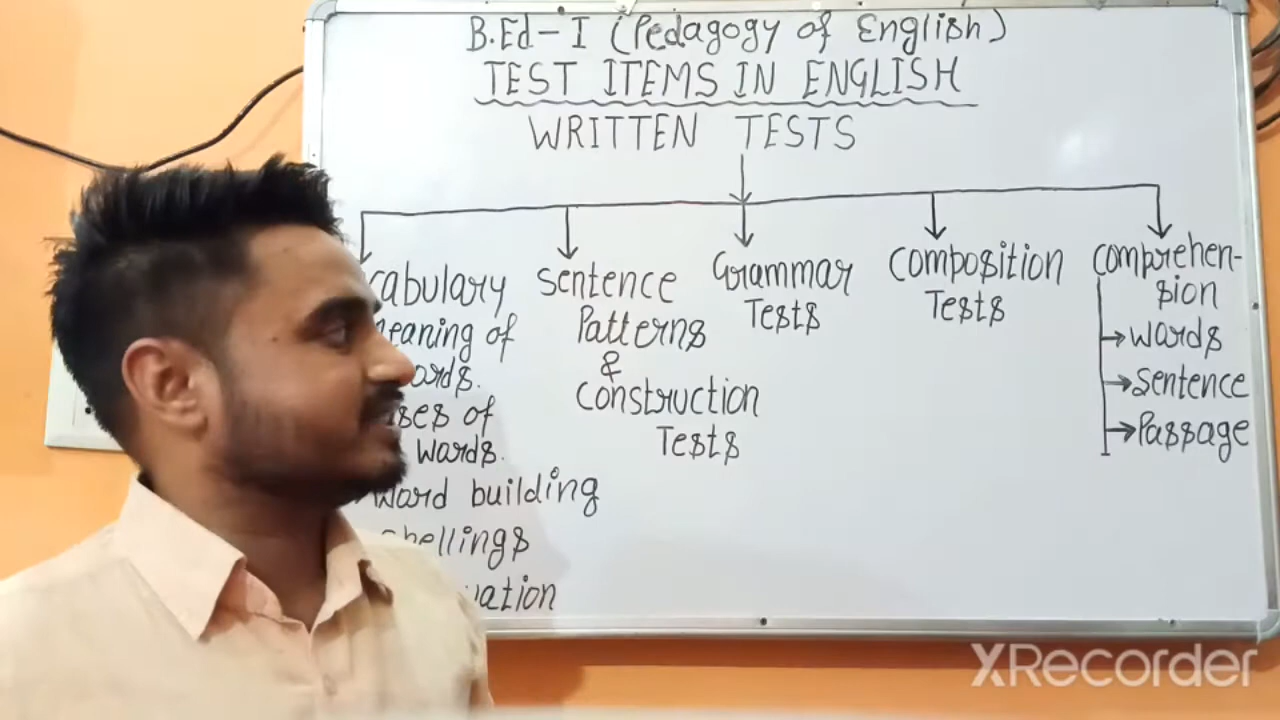 B.Ed-I (Pedagogy of English)
TEST ITEMS IN ENGLISH
WRITTEN TESTS
cabulary
eaning of
ords.
ses of
words.
word building
pellings
uation
Sentence
Patterns
&
Construction
Tests
Grammar
Tests
Composition
Tests
Comprehen-
sion
→words
→Sentence
→Passage
XRecorder